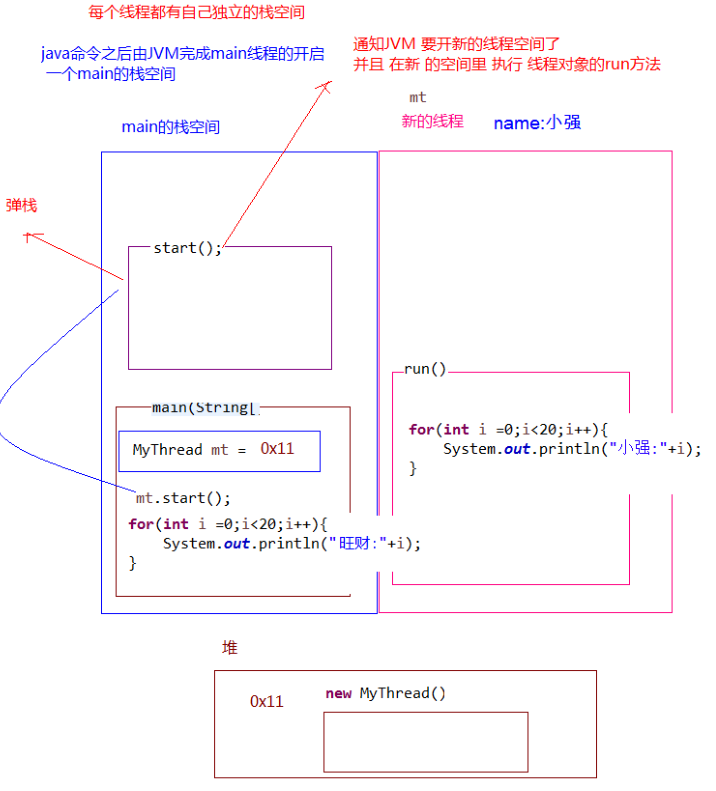 每个线程都有自己独立的栈空间
java命令之后由JVM完成main线程的开启
一个main的栈空间
通知JVM 要开新的线程空间了
并且 在新 的空间里 执行 线程对象的run方法
mt
main的栈空间
新的线程 name:小强
弹栈
start();
run()
main(String[
MyThread mt = 0x11
mt.start();
for(int i =0;i<20;i++){
System.out.println("旺财:"+i);
}
for(int i =0;i<20;i++){
System.out.println("小强:"+i);
}
堆
0x11
new MyThread()